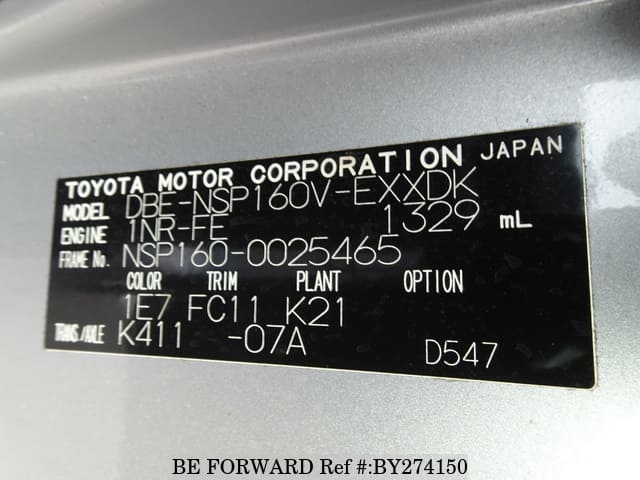 TOYOTA MOTOR CORPORATION JAPAN
MODEL DBE-NSP160V-EXXDK
ENGINE 1NR-FE 1329 mL
FRAME No. NSP160-0025465
COLOR TRIM PLANT OPTION
1E7 FC11 K21
TRANS./AXLE K411 -07A D547
BE FORWARD Ref #:BY274150